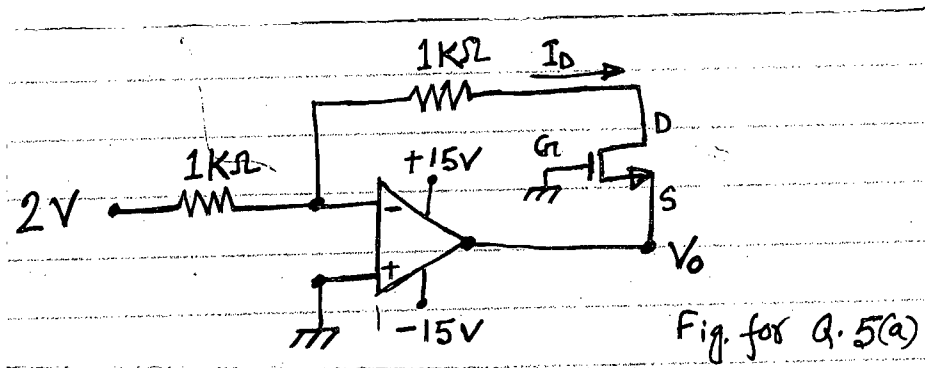 1KΩ
I_D
D
1KΩ
+15V
G
2V
S
-
+
V_o
-15V
Fig. for Q. 5(a)